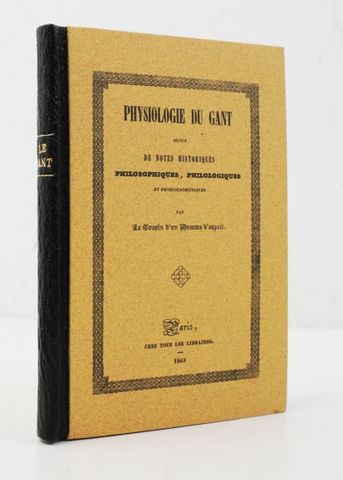 LE
GANT
PHYSIOLOGIE DU GANT
SUIVIE
DE NOTES HISTORIQUES
PHILOSOPHIQUES, PHILOLOGIQUES
ET PHYSIOGNOMONIQUES
PAR
Le Cousin d'un Homme d'esprit.
Paris,
CHEZ TOUS LES LIBRAIRES.
1843